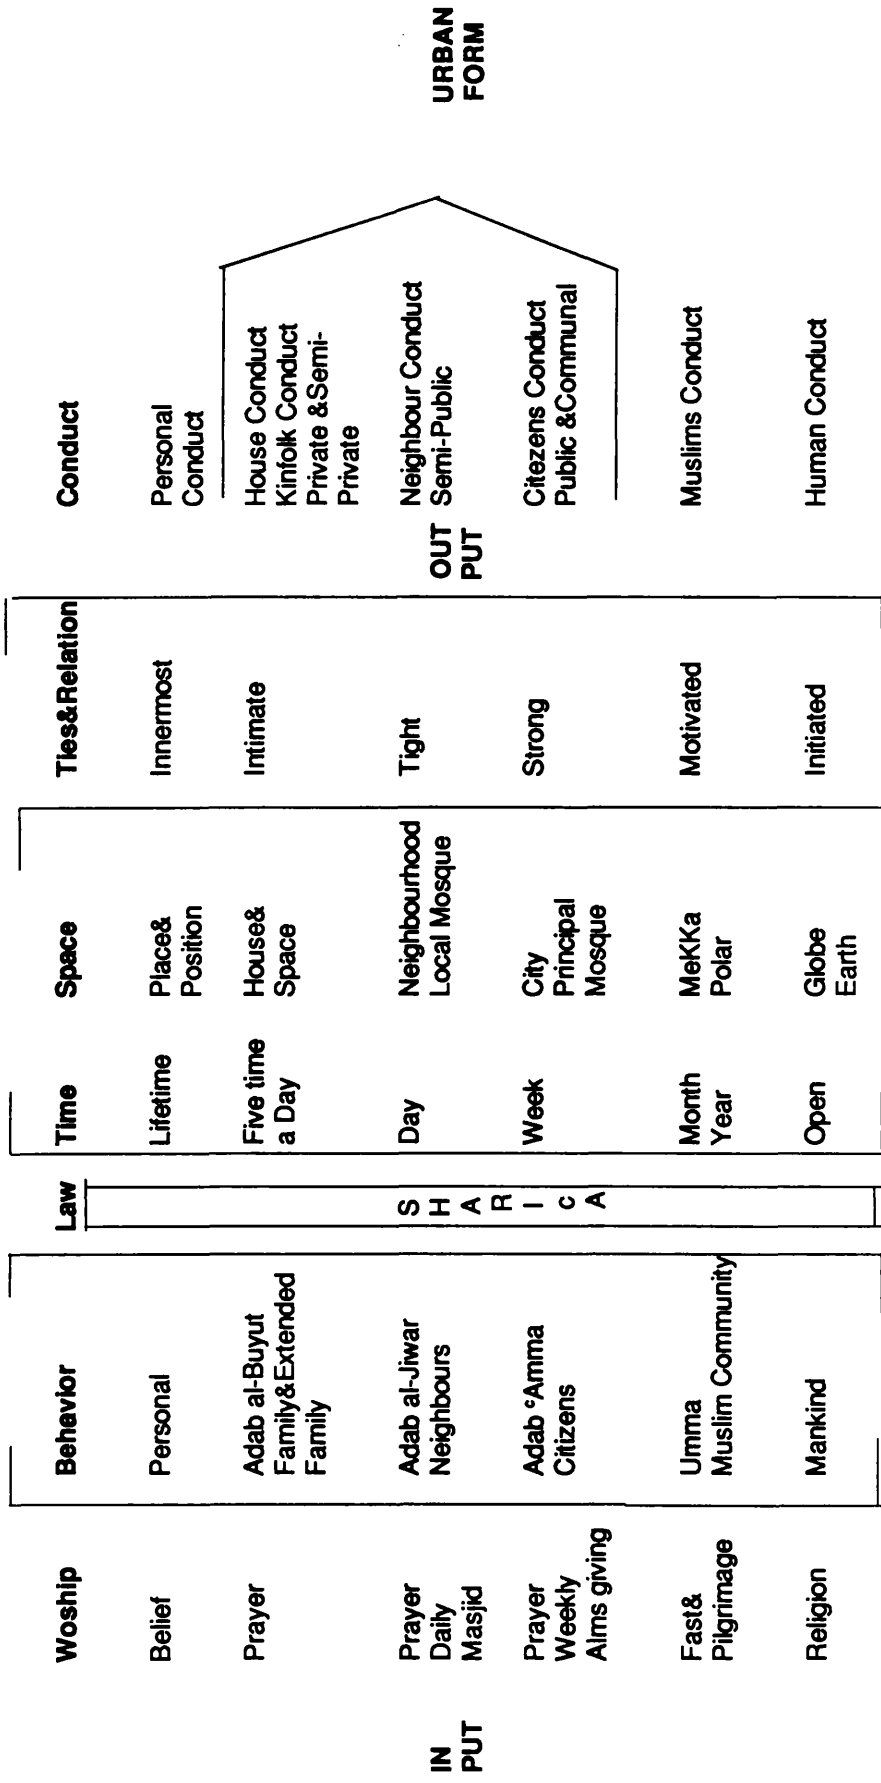 Woship
Behavior
Law
Time
Space
Ties&Relation
Conduct
Belief
Personal
Lifetime
Place&
Position
Innermost
Personal
Conduct
Prayer
Adab al-Buyut
Family&Extended
Family
Five time
a Day
House&
Space
Intimate
House Conduct
Kinfolk Conduct
Private &Semi-
Private
IN
PUT
Prayer
Daily
Masjid
Adab al-Jiwar
Neighbours
S
H
A
R
I
c
A
Day
Neighbourhood
Local Mosque
Tight
OUT
PUT
Neighbour Conduct
Semi-Public
URBAN
FORM
Prayer
Weekly
Alms giving
Adab ᶜAmma
Citizens
Week
City
Principal
Mosque
Strong
Citezens Conduct
Public &Communal
Fast&
Pilgrimage
Umma
Muslim Community
Month
Year
MeKKa
Polar
Motivated
Muslims Conduct
Religion
Mankind
Open
Globe
Earth
Initiated
Human Conduct